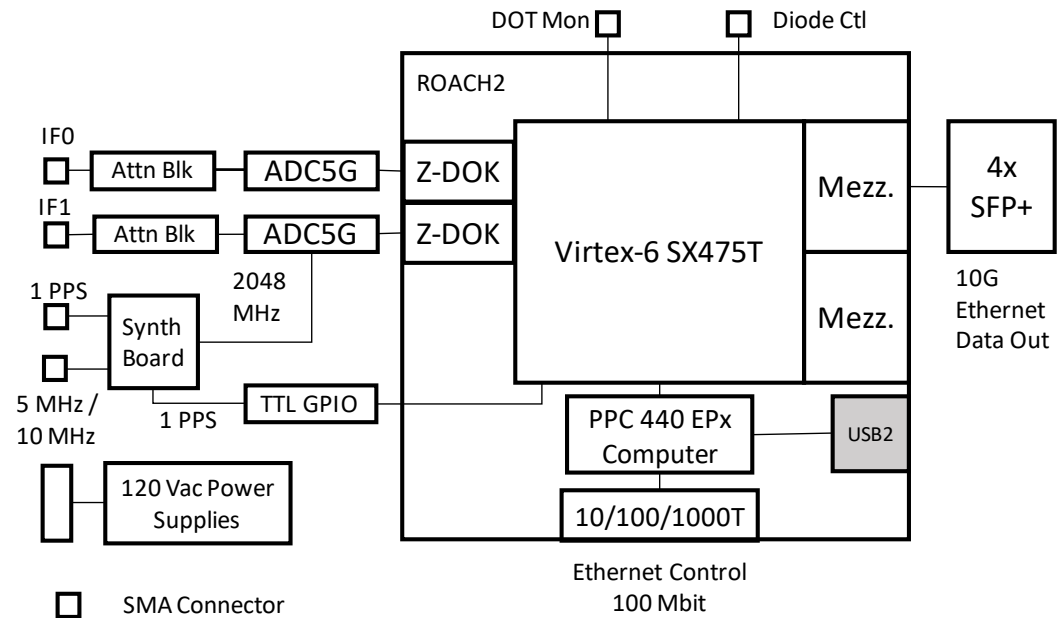 DOT Mon
Diode Ctl
ROACH2
IF0
Attn Blk
ADC5G
Z-DOK
IF1
Attn Blk
ADC5G
Z-DOK
Virtex-6 SX475T
Mezz.
Mezz.
4x
SFP+
10G
Ethernet
Data Out
2048
MHz
1 PPS
Synth
Board
5 MHz /
10 MHz
1 PPS
TTL GPIO
PPC 440 EPx
Computer
USB2
10/100/1000T
Ethernet Control
100 Mbit
120 Vac Power
Supplies
SMA Connector